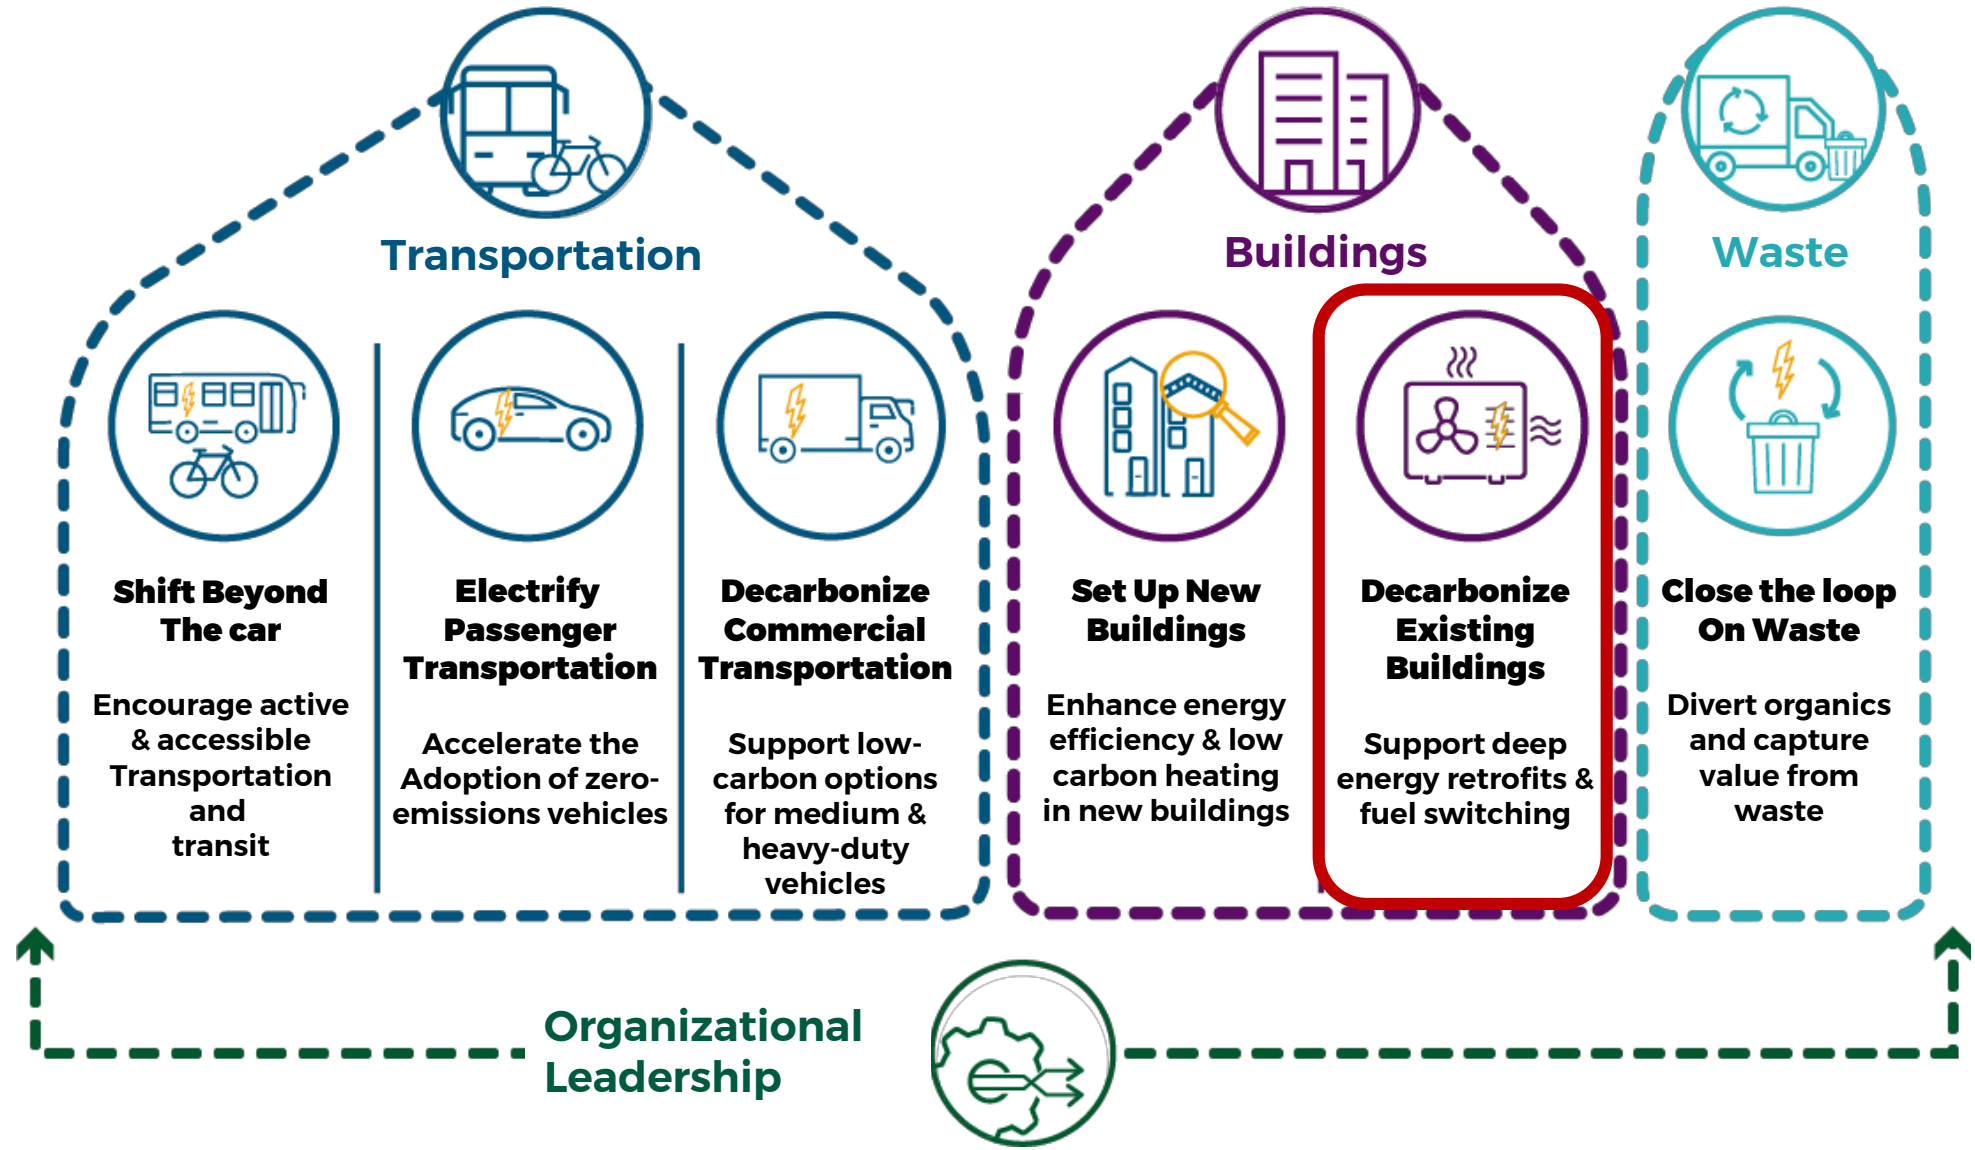 Transportation
Buildings
Waste
Shift Beyond
The car
Encourage active
& accessible
Transportation
and
transit
Electrify
Passenger
Transportation
Accelerate the
Adoption of zero-
emissions vehicles
Decarbonize
Commercial
Transportation
Support low-
carbon options
for medium &
heavy-duty
vehicles
Set Up New
Buildings
Enhance energy
efficiency & low
carbon heating
in new buildings
Decarbonize
Existing
Buildings
Support deep
energy retrofits &
fuel switching
Close the loop
On Waste
Divert organics
and capture
value from
waste
Organizational
Leadership